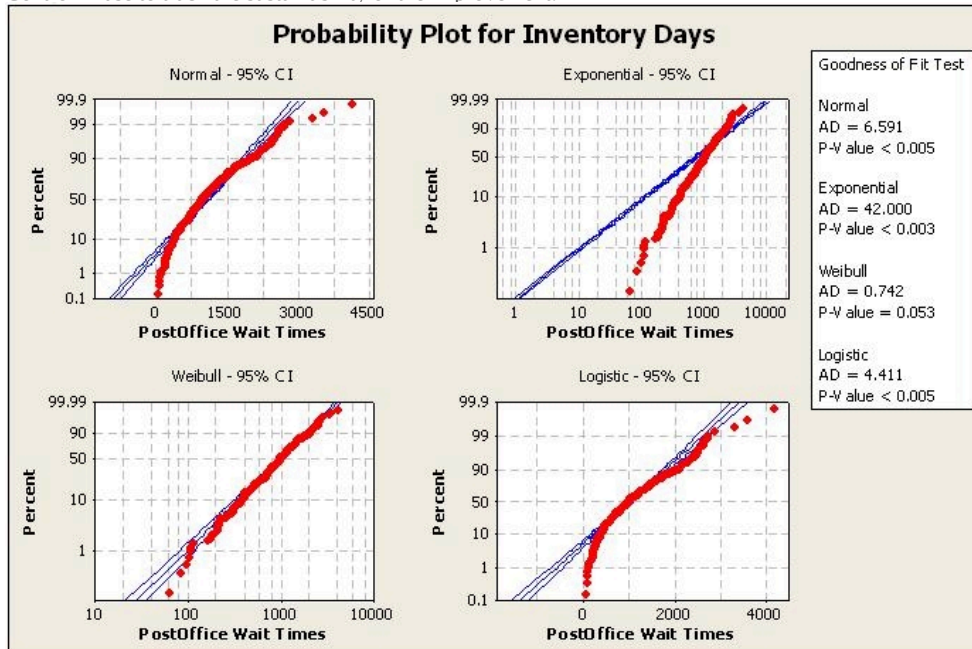 Probability Plot for Inventory Days
Normal - 95% CI
Exponential - 95% CI
Percent
99.9
99
90
50
10
1
0.1
0
1500
3000
4500
PostOffice Wait Times
Percent
99.99
90
50
10
1
1
10
100
1000
10000
PostOffice Wait Times
Goodness of Fit Test
Normal
AD = 6.591
P-Value < 0.005
Exponential
AD = 42.000
P-Value < 0.003
Weibull
AD = 0.742
P-Value = 0.053
Logistic
AD = 4.411
P-Value < 0.005
Weibull - 95% CI
Logistic - 95% CI
Percent
99.99
90
50
10
1
10
100
1000
10000
PostOffice Wait Times
Percent
99.9
99
90
50
10
1
0.1
0
2000
4000
PostOffice Wait Times